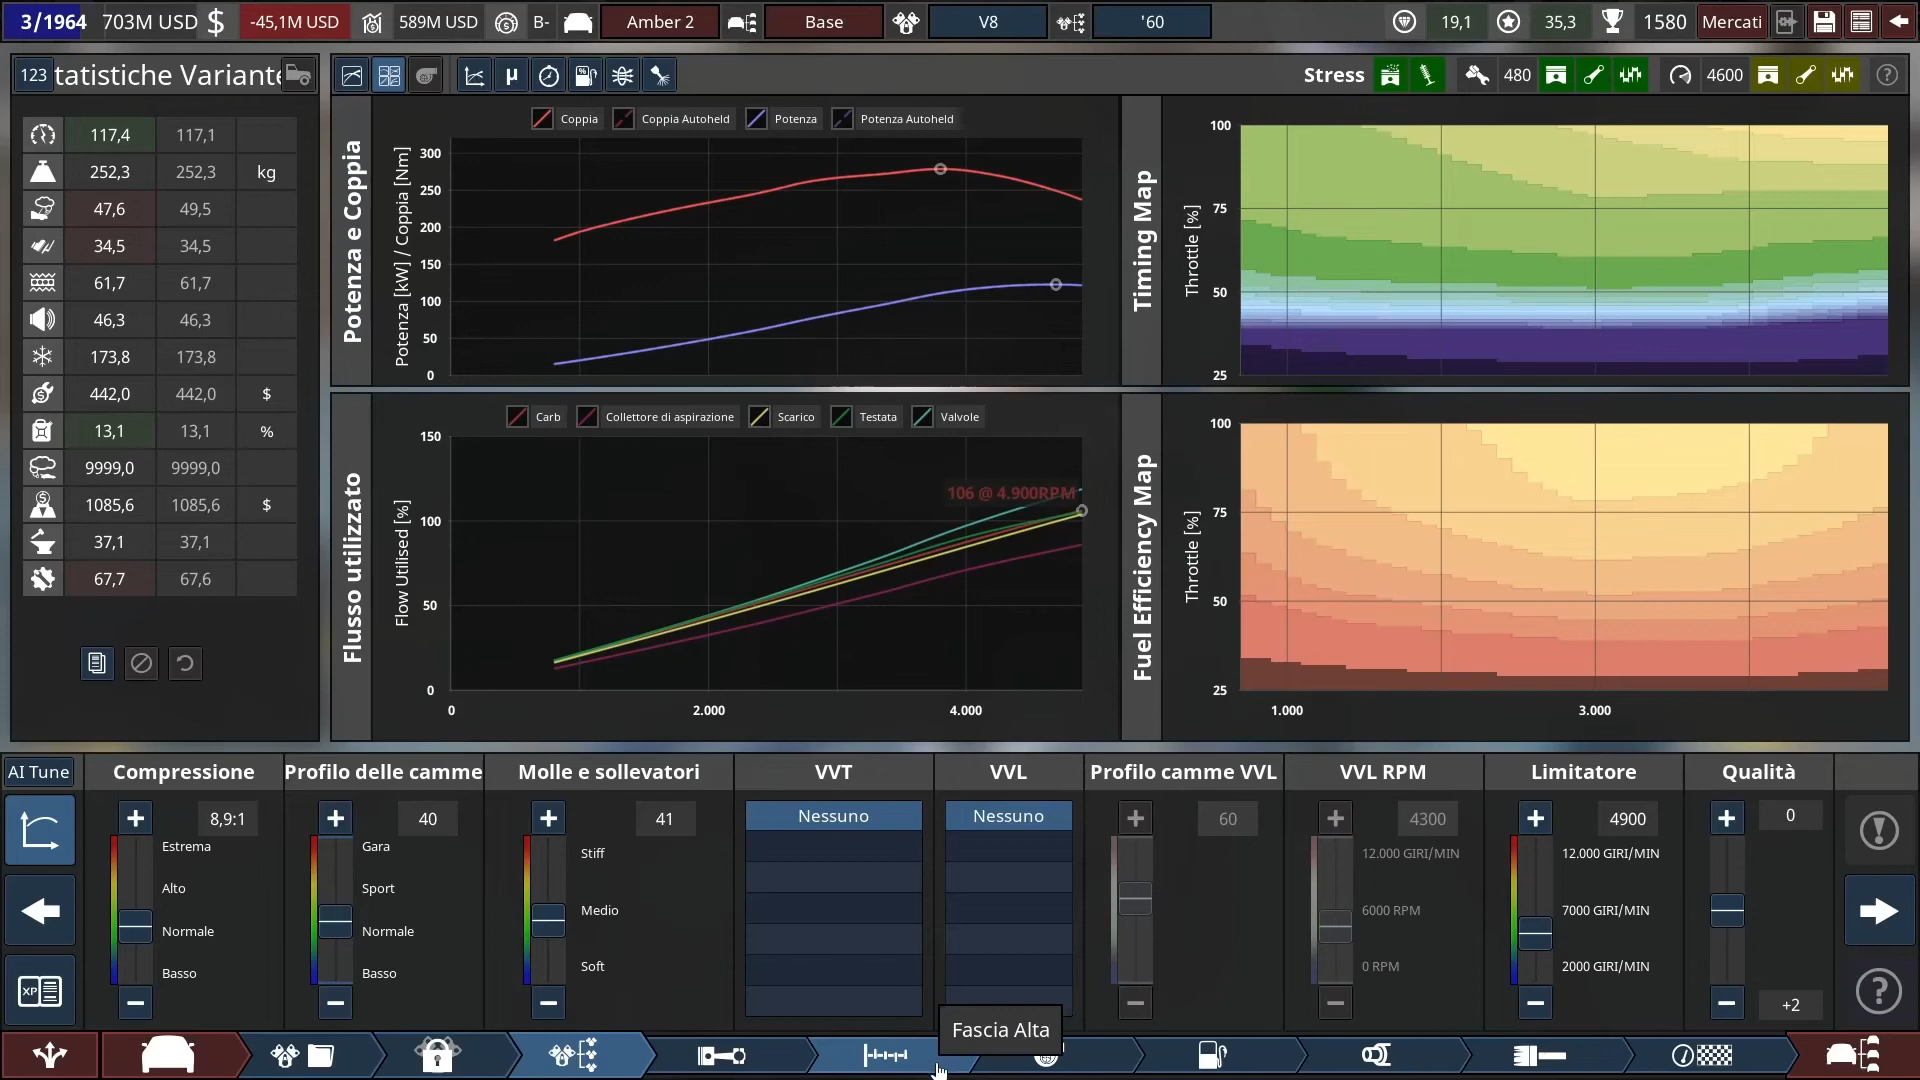 3/1964 703M USD -45,1M USD 589M USD B- Amber 2 Base V8 '60 19,1 35,3 1580 Mercati
123 tatistiche Variante
Stress 480 4600
117,4 117,1
252,3 252,3 kg
47,6 49,5
34,5 34,5
61,7 61,7
46,3 46,3
173,8 173,8
442,0 442,0 $
13,1 13,1 %
9999,0 9999,0
1085,6 1085,6 $
37,1 37,1
67,7 67,6
Potenza e Coppia
Coppia Coppia Autoheld Potenza Potenza Autoheld
Potenza [kW] / Coppia [Nm]
300
250
200
150
100
50
0
Timing Map
Throttle [%]
100
75
50
25
Flusso utilizzato
Carb Collettore di aspirazione Scarico Testata Valvole
Flow Utilised [%]
150
100
50
0
106 @ 4.900RPM
0 2.000 4.000
Fuel Efficiency Map
Throttle [%]
100
75
50
25
1.000 3.000
AI Tune
Compressione
8,9:1
Estrema
Alto
Normale
Basso
Profilo delle camme
40
Gara
Sport
Normale
Basso
Molle e sollevatori
41
Stiff
Medio
Soft
VVT
Nessuno
VVL
Nessuno
Profilo camme VVL
60
VVL RPM
4300
12.000 GIRI/MIN
6000 RPM
0 RPM
Limitatore
4900
12.000 GIRI/MIN
7000 GIRI/MIN
2000 GIRI/MIN
Qualità
0
+2
XP
Fascia Alta